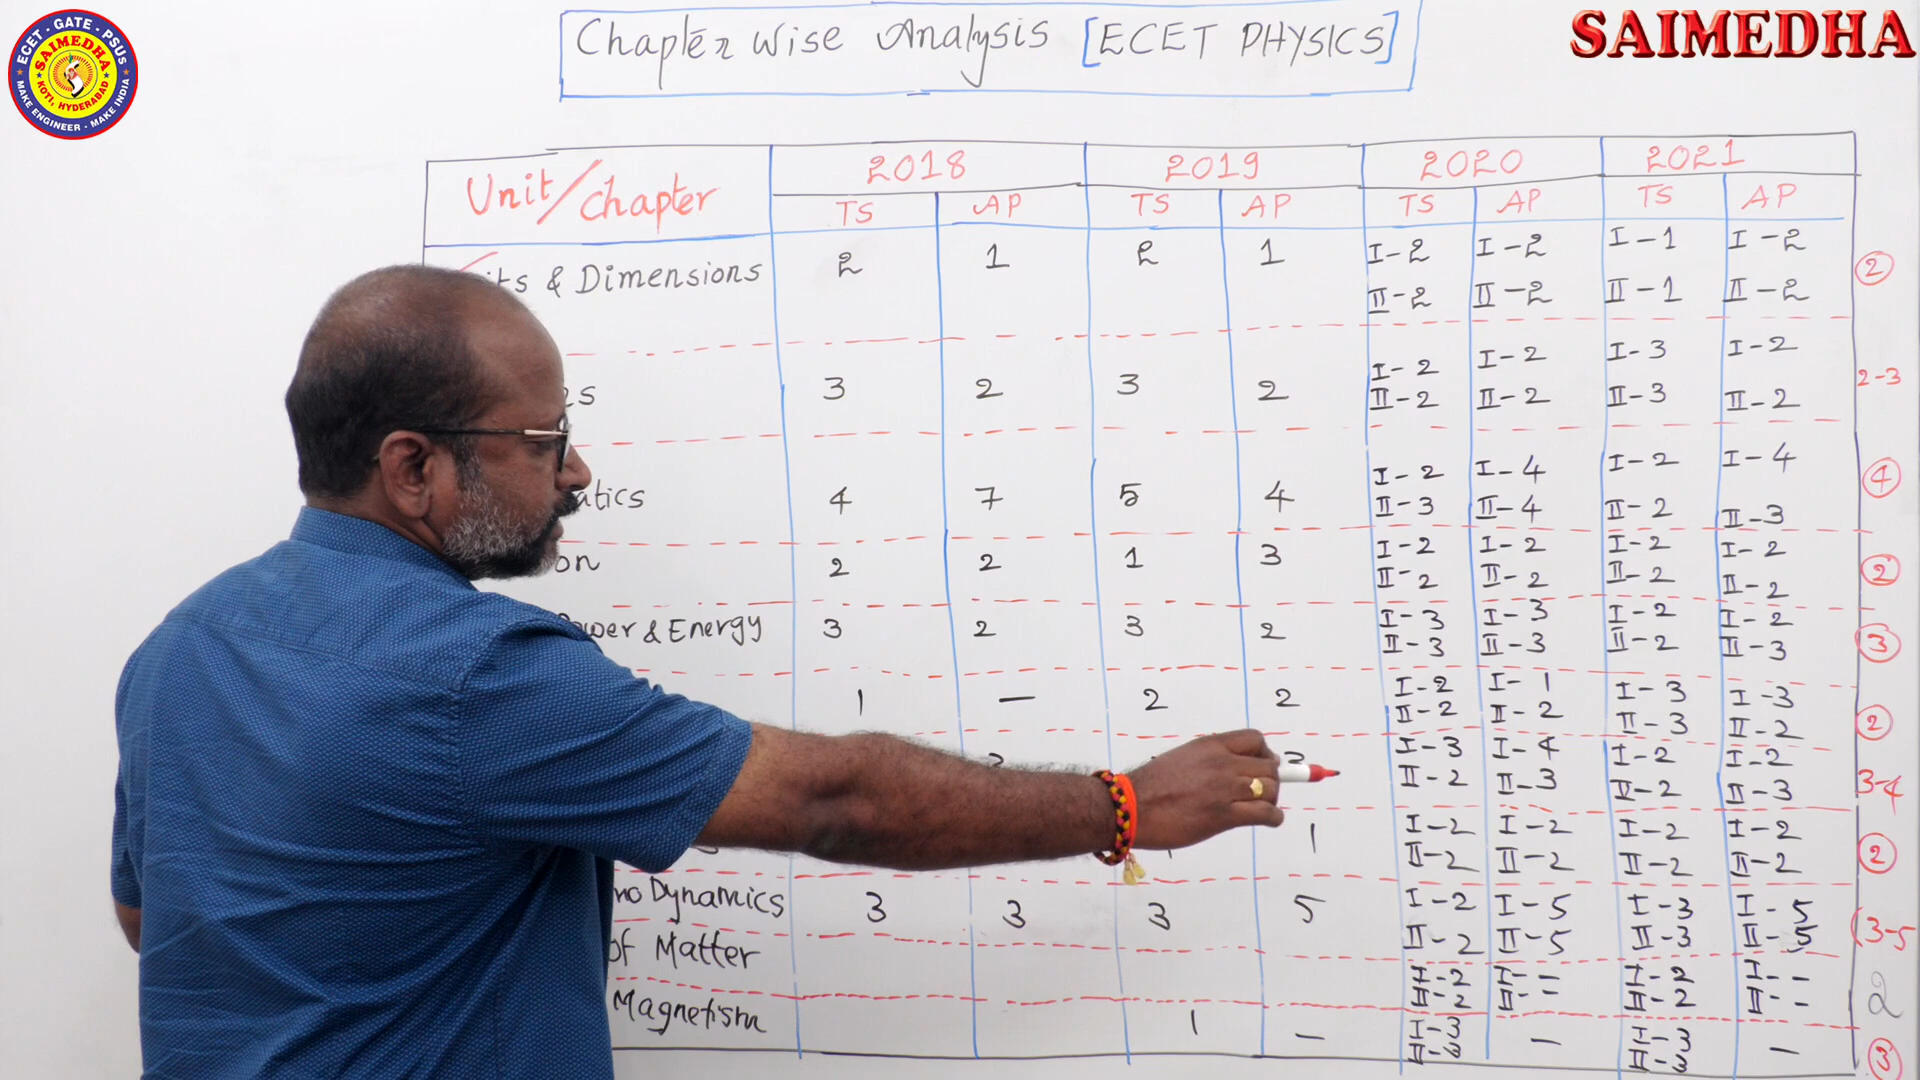 ECET - GATE - PSUS
SAIMEDHA
KOTI, HYDERABAD
MAKE ENGINEER - MAKE INDIA
SAIMEDHA
Chapter Wise Analysis [ECET PHYSICS]
Unit/Chapter 2018 2019 2020 2021
TS AP TS AP TS AP TS AP
& Dimensions 2 1 2 1 I-2 I-2 I-1 I-2 2
II-2 II-2 II-1 II-2
3 2 3 2 I-2 I-2 I-3 I-2 2-3
II-2 II-2 II-3 II-2
4 7 5 4 I-2 I-4 I-2 I-4 4
II-3 II-4 II-2 II-3
2 2 1 3 I-2 I-2 I-2 I-2 2
II-2 II-2 II-2 II-2
& Energy 3 2 3 2 I-3 I-3 I-2 I-2 3
II-3 II-3 II-2 II-3
1 — 2 2 I-2 I-1 I-3 I-3 2
II-2 II-2 II-3 II-2
I-3 I-4 I-2 I-2 3-4
II-2 II-3 II-2 II-3
1 I-2 I-2 I-2 I-2 2
II-2 II-2 II-2 II-2
Dynamics 3 3 3 5 I-2 I-5 I-3 I-5 (3-5
II-2 II-5 II-3 II-5
of Matter I-2 I-- I-2 I-- 2
II-2 II-- II-2 II--
Magnetism 1 — I-3 — I-3 — 3
II-3 II-3